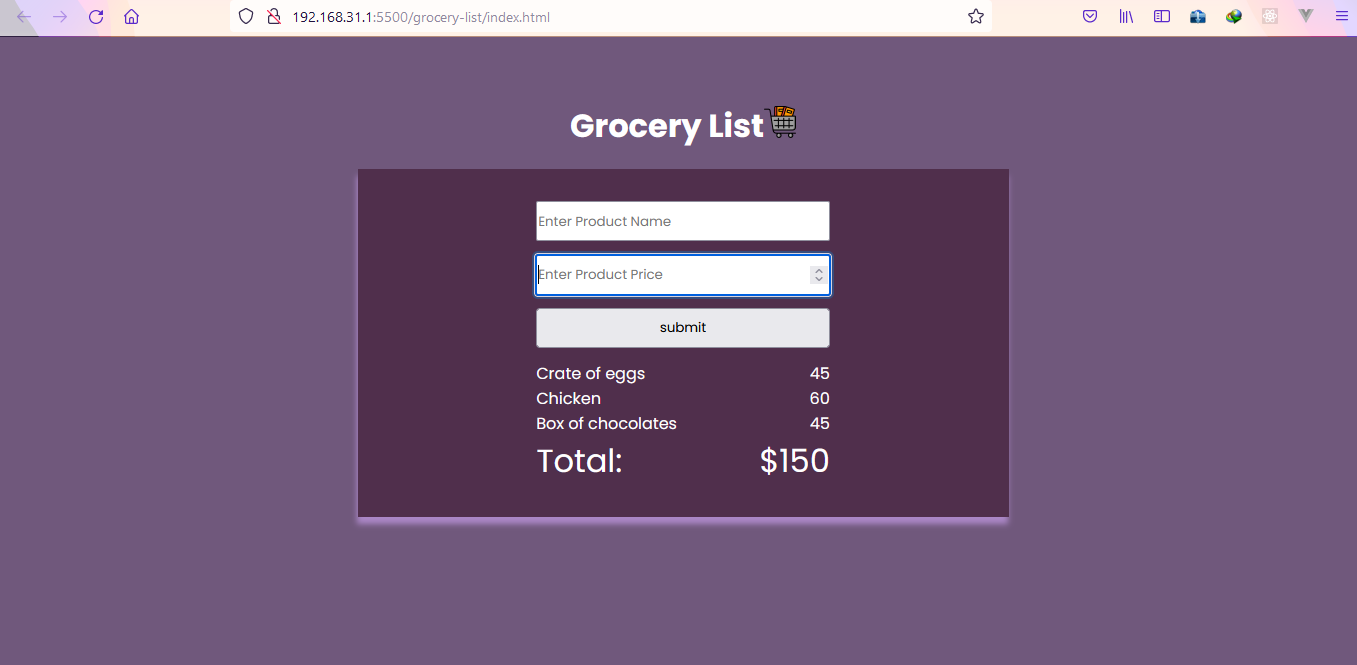 192.168.31.1:5500/grocery-list/index.html
Grocery List
Enter Product Name
Enter Product Price
submit
Crate of eggs 45
Chicken 60
Box of chocolates 45
Total: $150